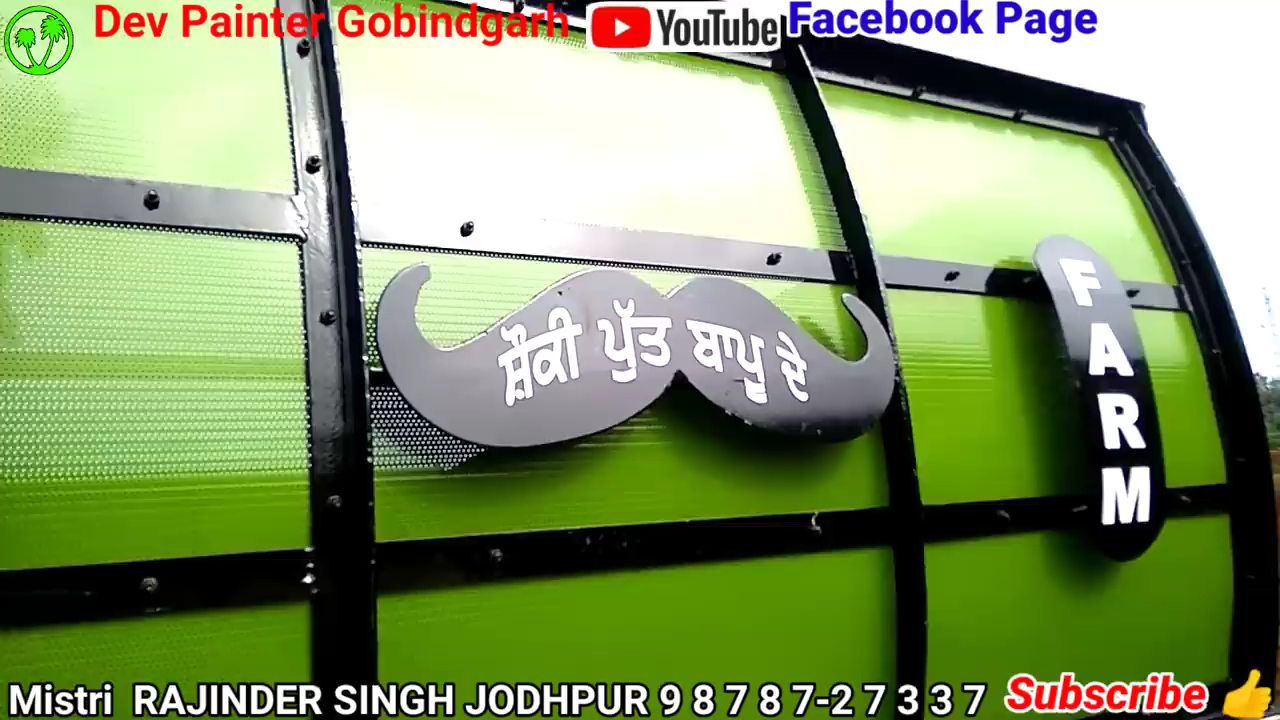 Dev Painter Gobindgarh YouTube Facebook Page
ਸ਼ੌਕੀ ਪੁੱਤ ਬਾਪੂ ਦੇ
FARM
Mistri RAJINDER SINGH JODHPUR 9 8 7 8 7-2 7 3 3 7 Subscribe